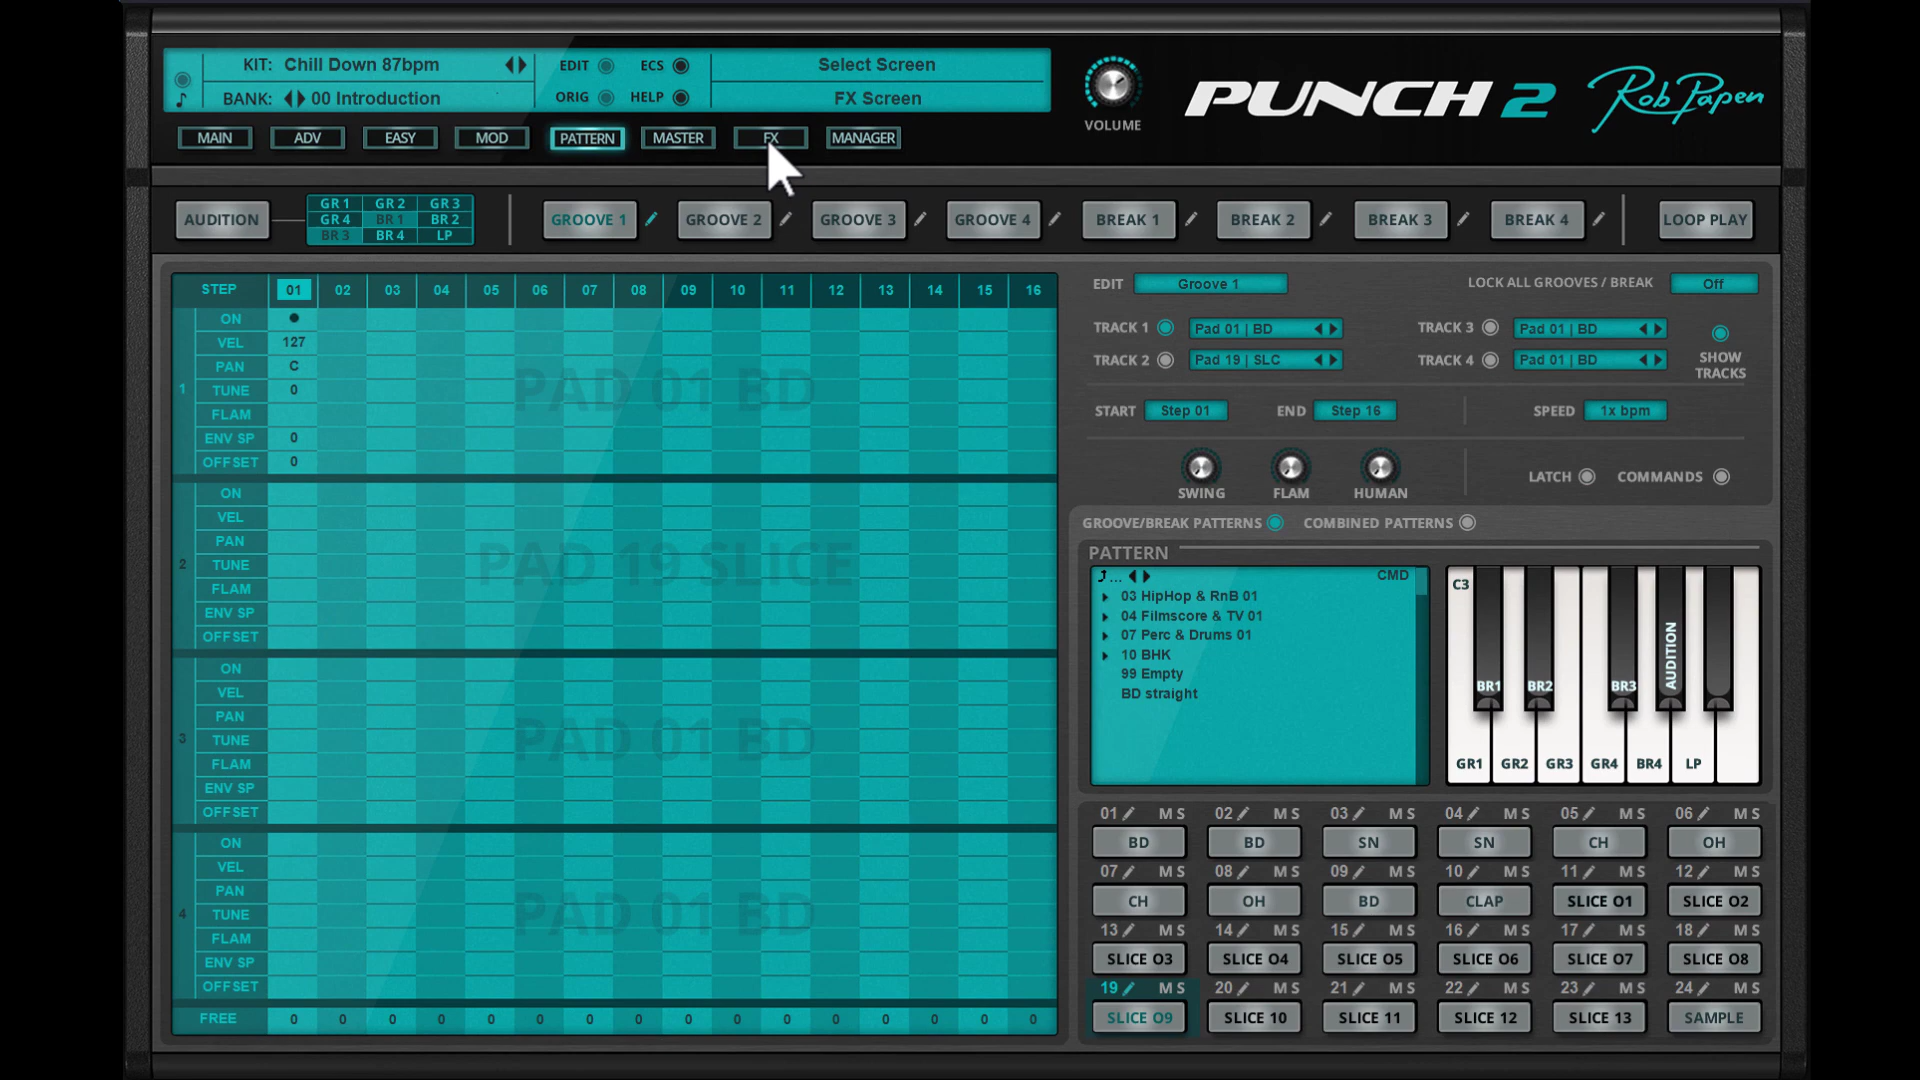 KIT: Chill Down 87bpm EDIT ECS Select Screen
BANK: 00 Introduction ORIG HELP FX Screen
VOLUME
PUNCH 2 Rob Papen
MAIN ADV EASY MOD PATTERN MASTER FX MANAGER
AUDITION
GR 1 GR 2 GR 3
GR 4 BR 1 BR 2
BR 3 BR 4 LP
GROOVE 1 GROOVE 2 GROOVE 3 GROOVE 4 BREAK 1 BREAK 2 BREAK 3 BREAK 4 LOOP PLAY
STEP 01 02 03 04 05 06 07 08 09 10 11 12 13 14 15 16
1
ON
VEL 127
PAN C
TUNE 0
FLAM
ENV SP 0
OFFSET 0
PAD 01 BD
2
ON
VEL
PAN
TUNE
FLAM
ENV SP
OFFSET
PAD 19 SLICE
3
ON
VEL
PAN
TUNE
FLAM
ENV SP
OFFSET
PAD 01 BD
4
ON
VEL
PAN
TUNE
FLAM
ENV SP
OFFSET
PAD 01 BD
FREE 0 0 0 0 0 0 0 0 0 0 0 0 0 0 0 0
EDIT Groove 1 LOCK ALL GROOVES / BREAK Off
TRACK 1 Pad 01 | BD TRACK 3 Pad 01 | BD
TRACK 2 Pad 19 | SLC TRACK 4 Pad 01 | BD
SHOW
TRACKS
START Step 01 END Step 16 SPEED 1x bpm
SWING FLAM HUMAN LATCH COMMANDS
GROOVE/BREAK PATTERNS COMBINED PATTERNS
PATTERN
... CMD
03 HipHop & RnB 01
04 Filmscore & TV 01
07 Perc & Drums 01
10 BHK
99 Empty
BD straight
C3
BR1 BR2 BR3 AUDITION
GR1 GR2 GR3 GR4 BR4 LP
01 M S 02 M S 03 M S 04 M S 05 M S 06 M S
BD BD SN SN CH OH
07 M S 08 M S 09 M S 10 M S 11 M S 12 M S
CH OH BD CLAP SLICE O1 SLICE O2
13 M S 14 M S 15 M S 16 M S 17 M S 18 M S
SLICE O3 SLICE O4 SLICE O5 SLICE O6 SLICE O7 SLICE O8
19 M S 20 M S 21 M S 22 M S 23 M S 24 M S
SLICE O9 SLICE 10 SLICE 11 SLICE 12 SLICE 13 SAMPLE